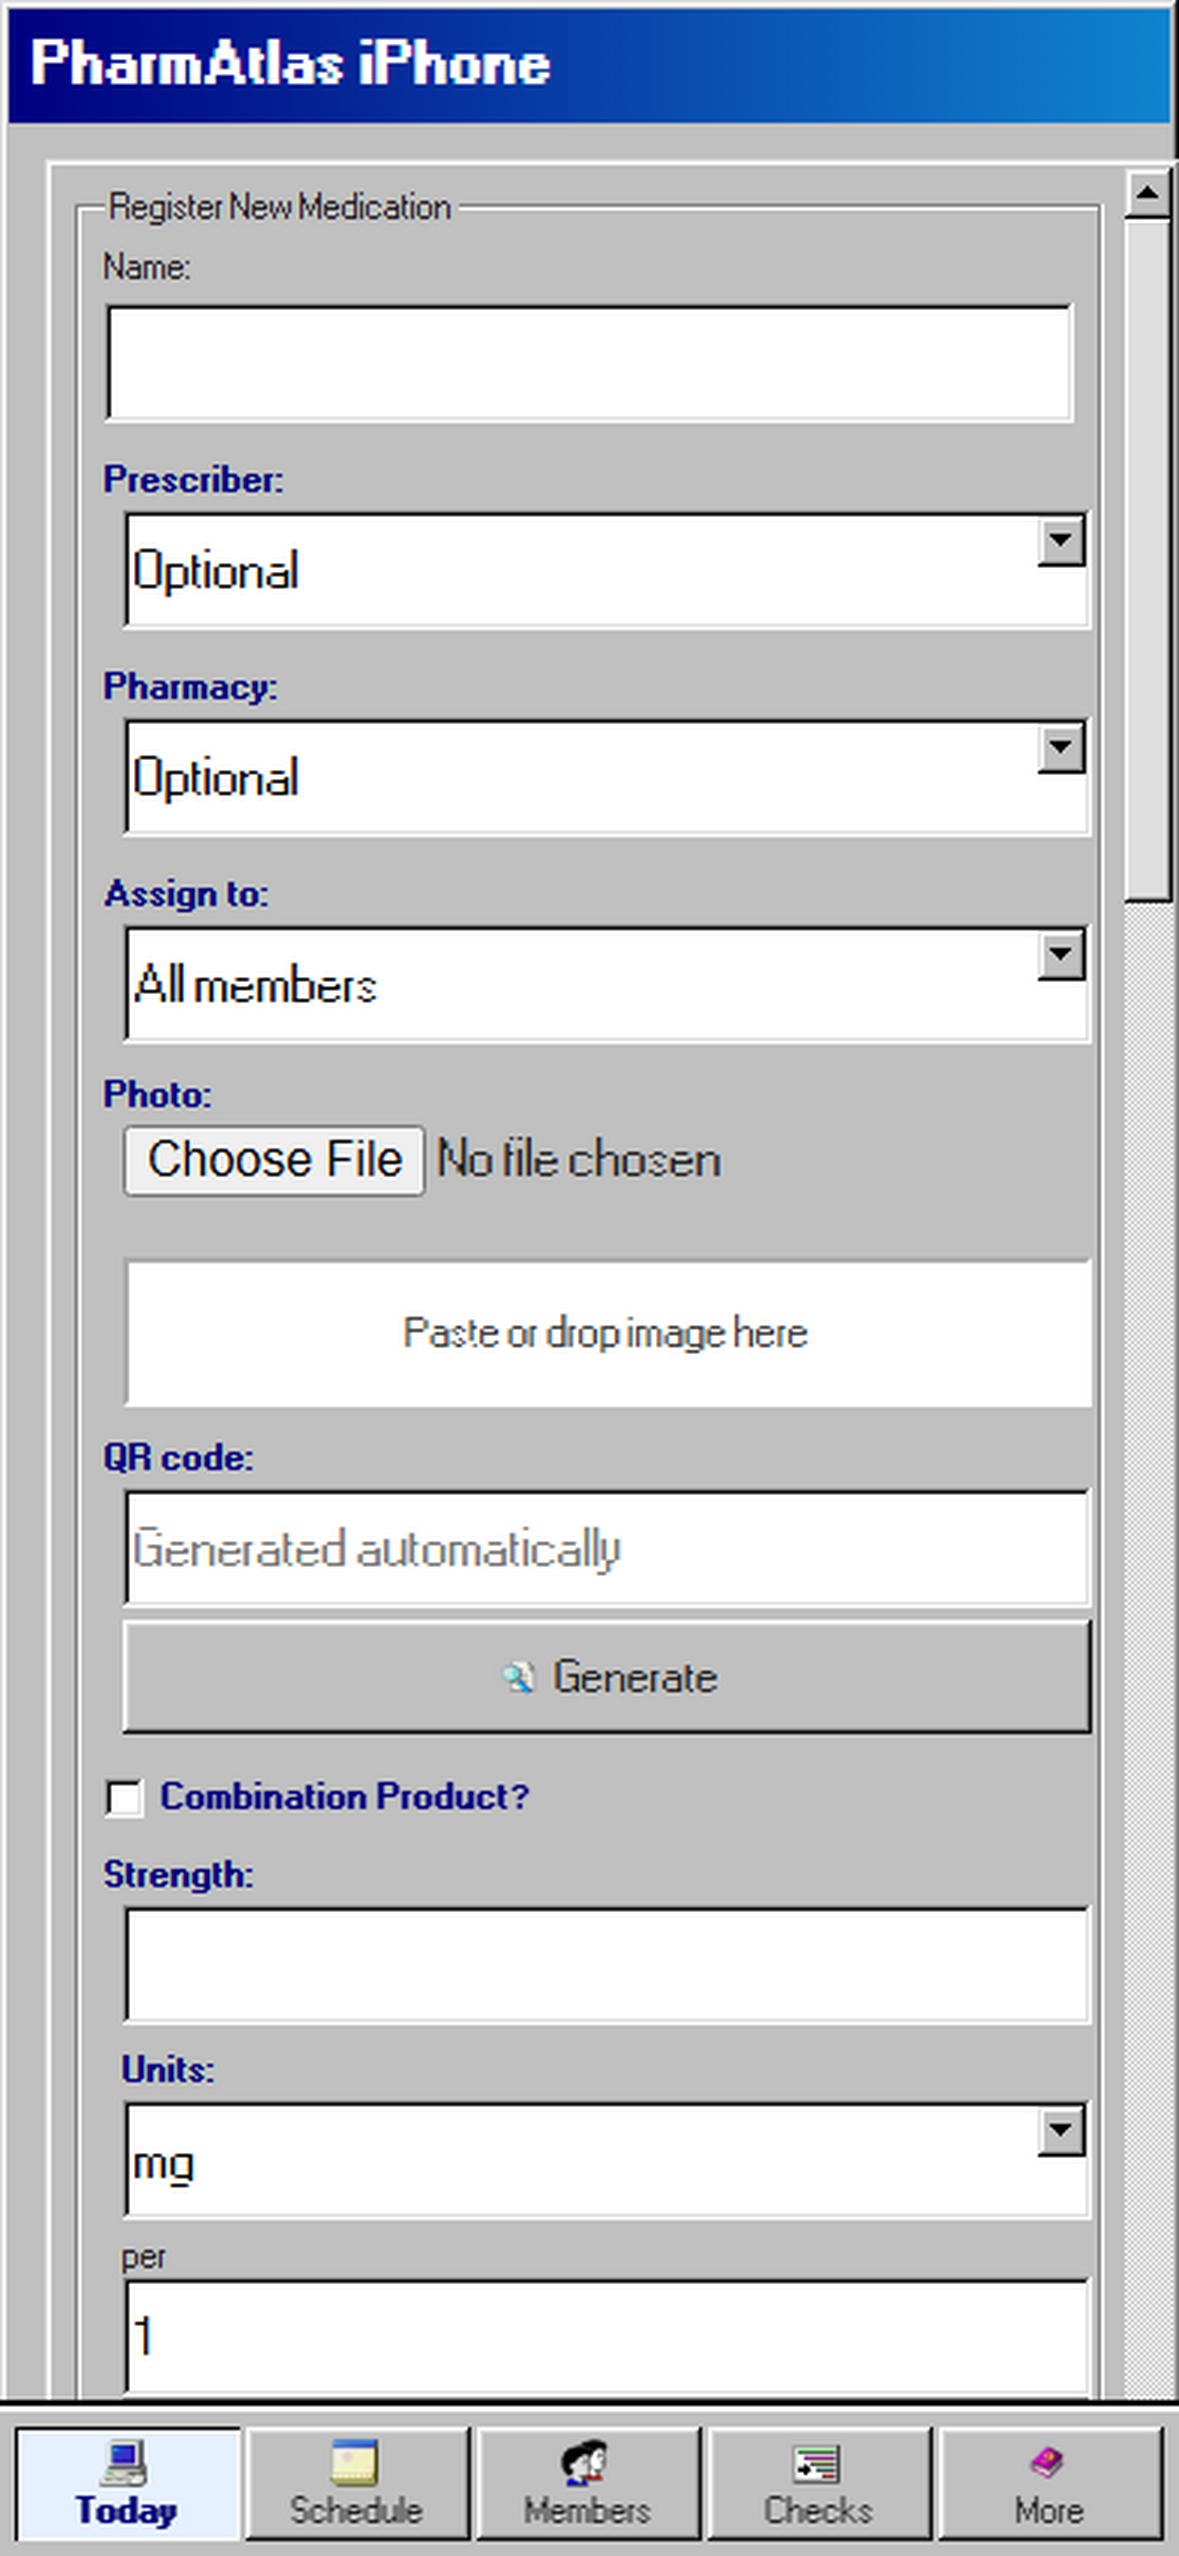 PharmAtlas iPhone
Register New Medication
Name:
Prescriber:
Optional
Pharmacy:
Optional
Assign to:
All members
Photo:
Choose File No file chosen
Paste or drop image here
QR code:
Generated automatically
Generate
Combination Product?
Strength:
Units:
mg
per
1
Today Schedule Members Checks More